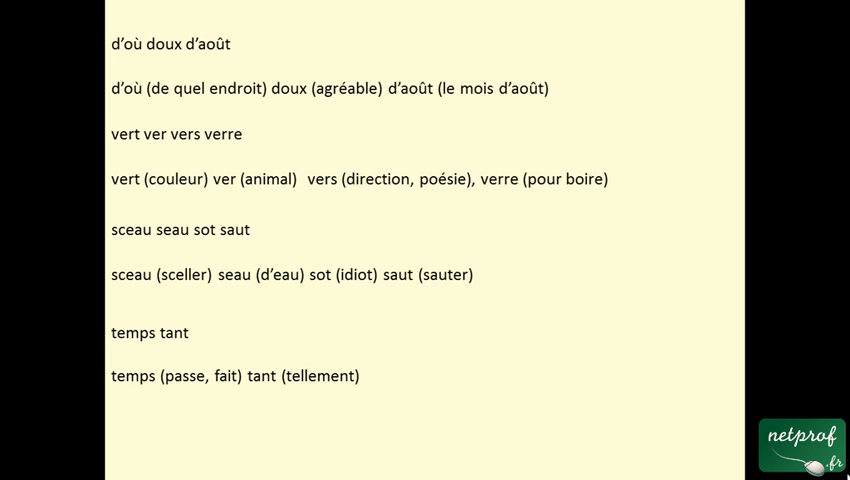 d’où doux d’août
d’où (de quel endroit) doux (agréable) d’août (le mois d’août)
vert ver vers verre
vert (couleur) ver (animal) vers (direction, poésie), verre (pour boire)
sceau seau sot saut
sceau (sceller) seau (d’eau) sot (idiot) saut (sauter)
temps tant
temps (passe, fait) tant (tellement)
netprof
.fr